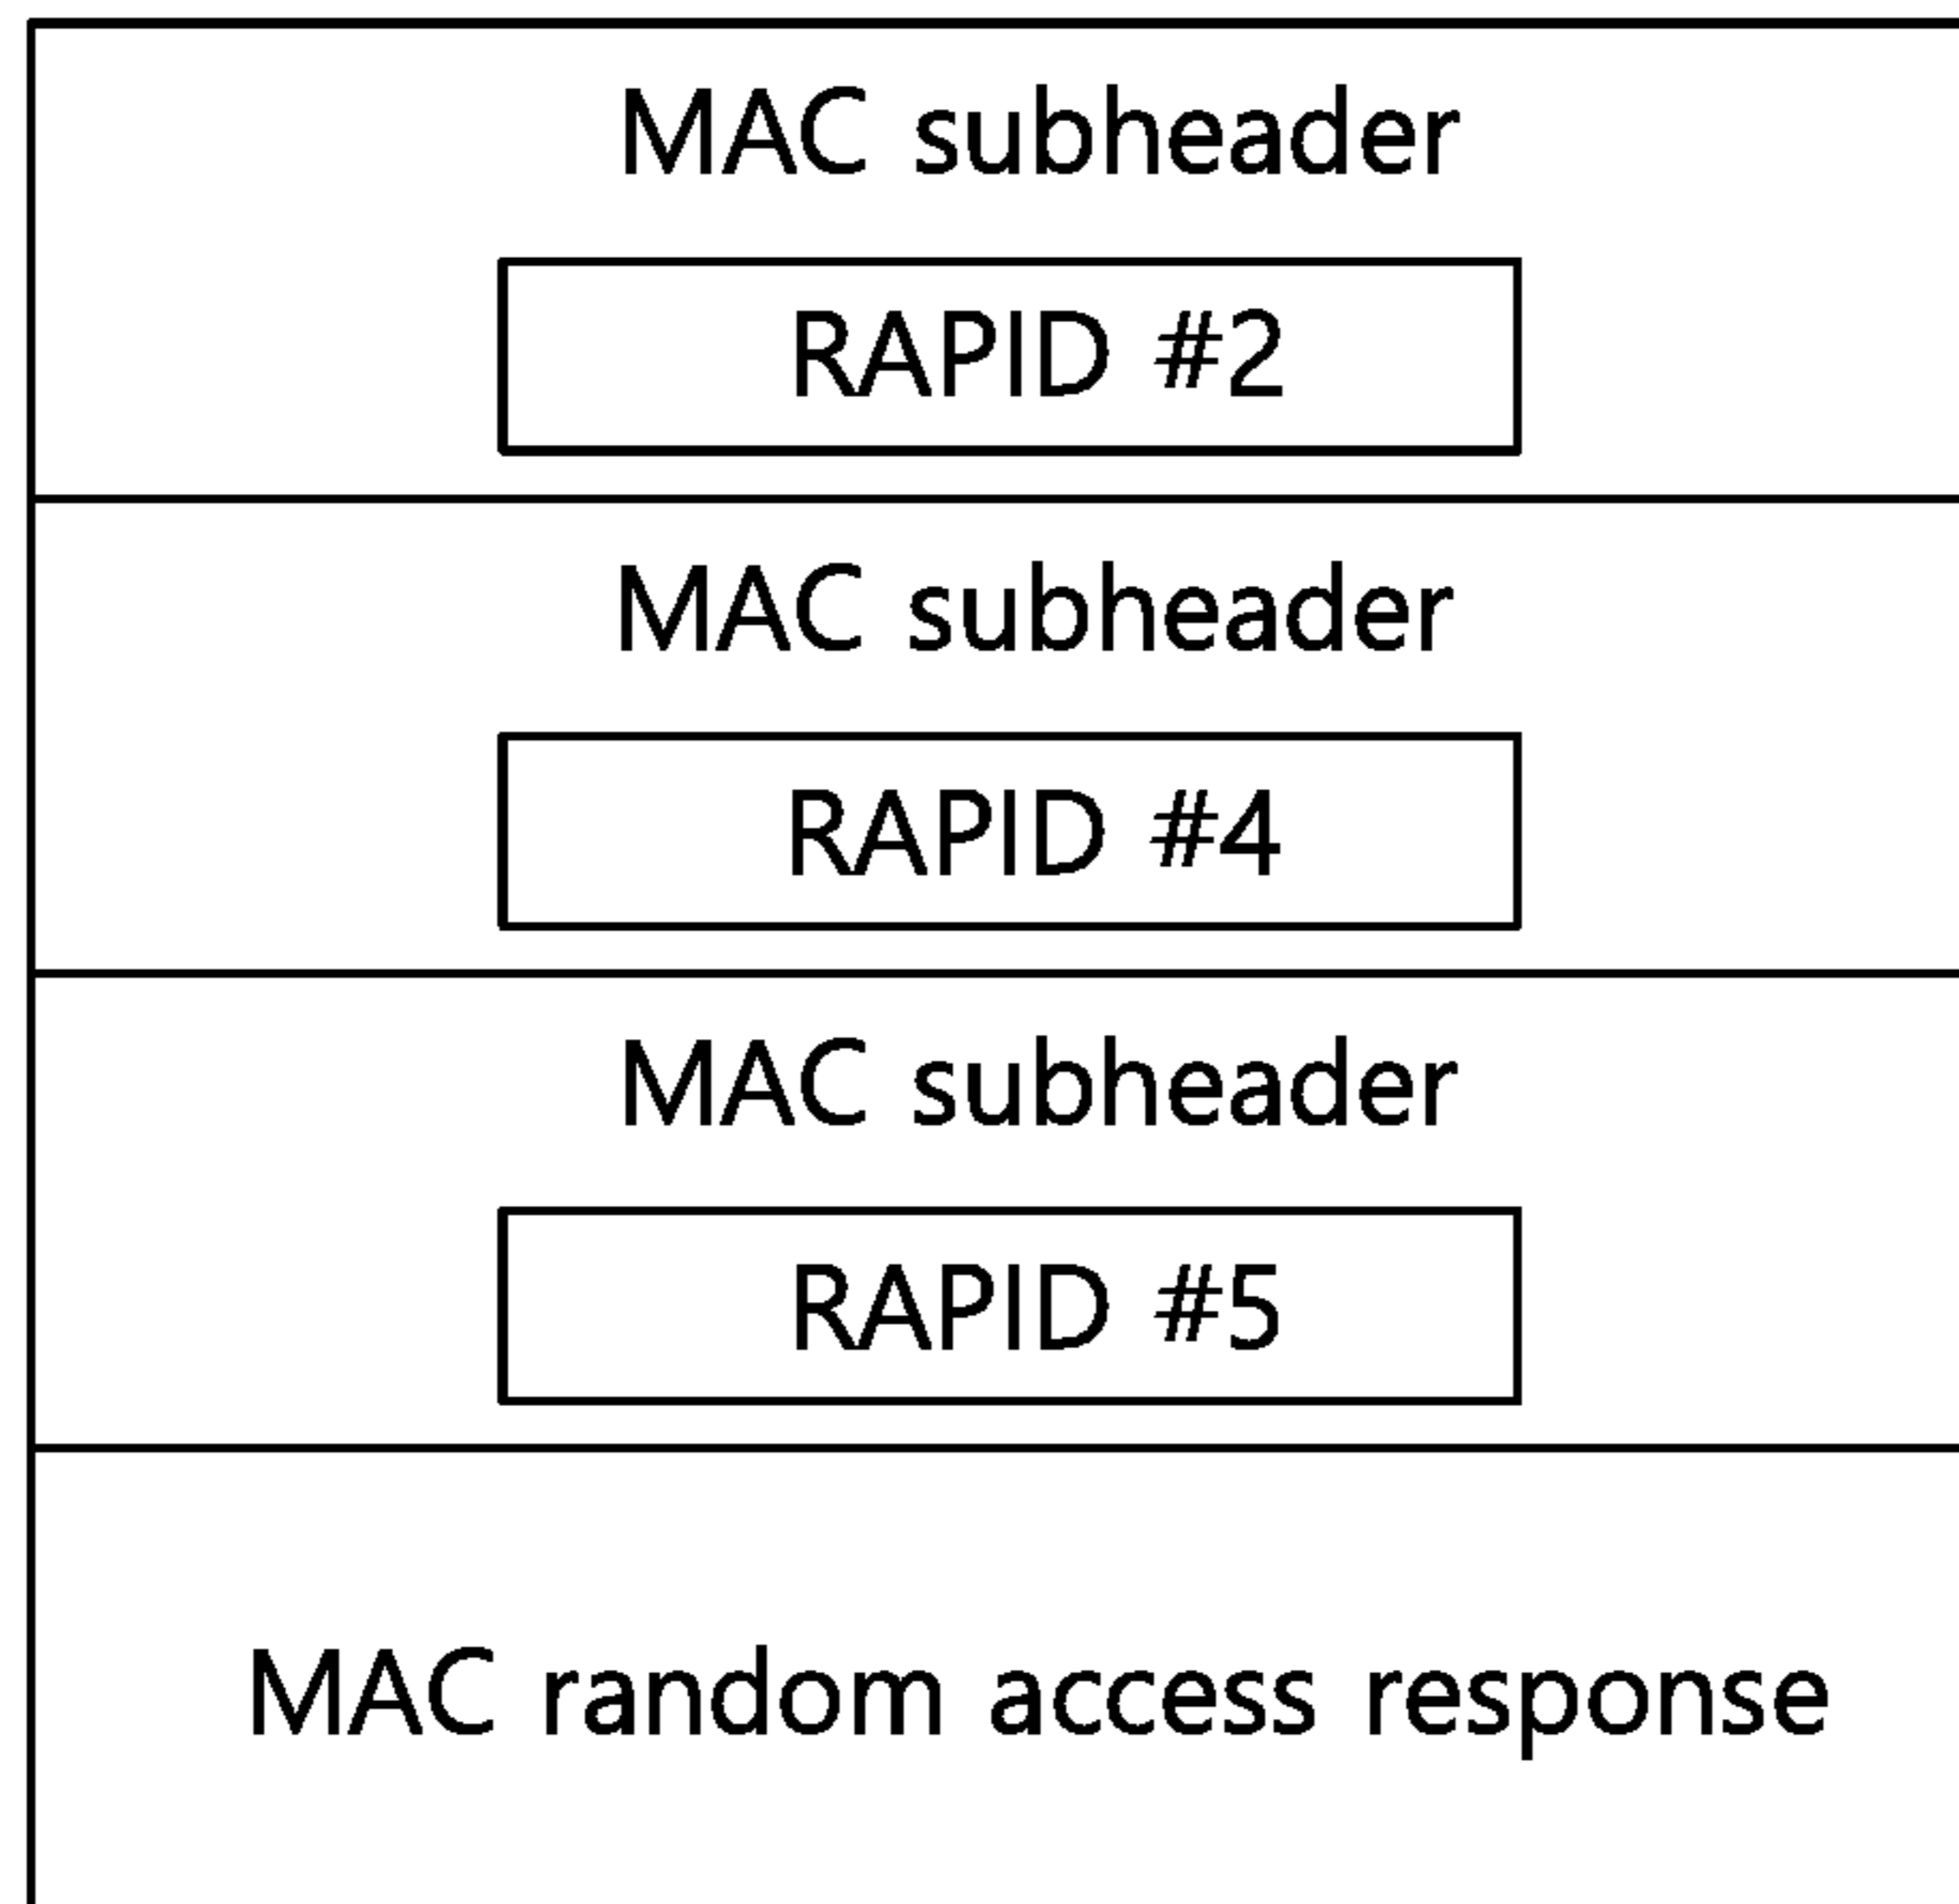 MAC subheader
RAPID #2
MAC subheader
RAPID #4
MAC subheader
RAPID #5
MAC random access response